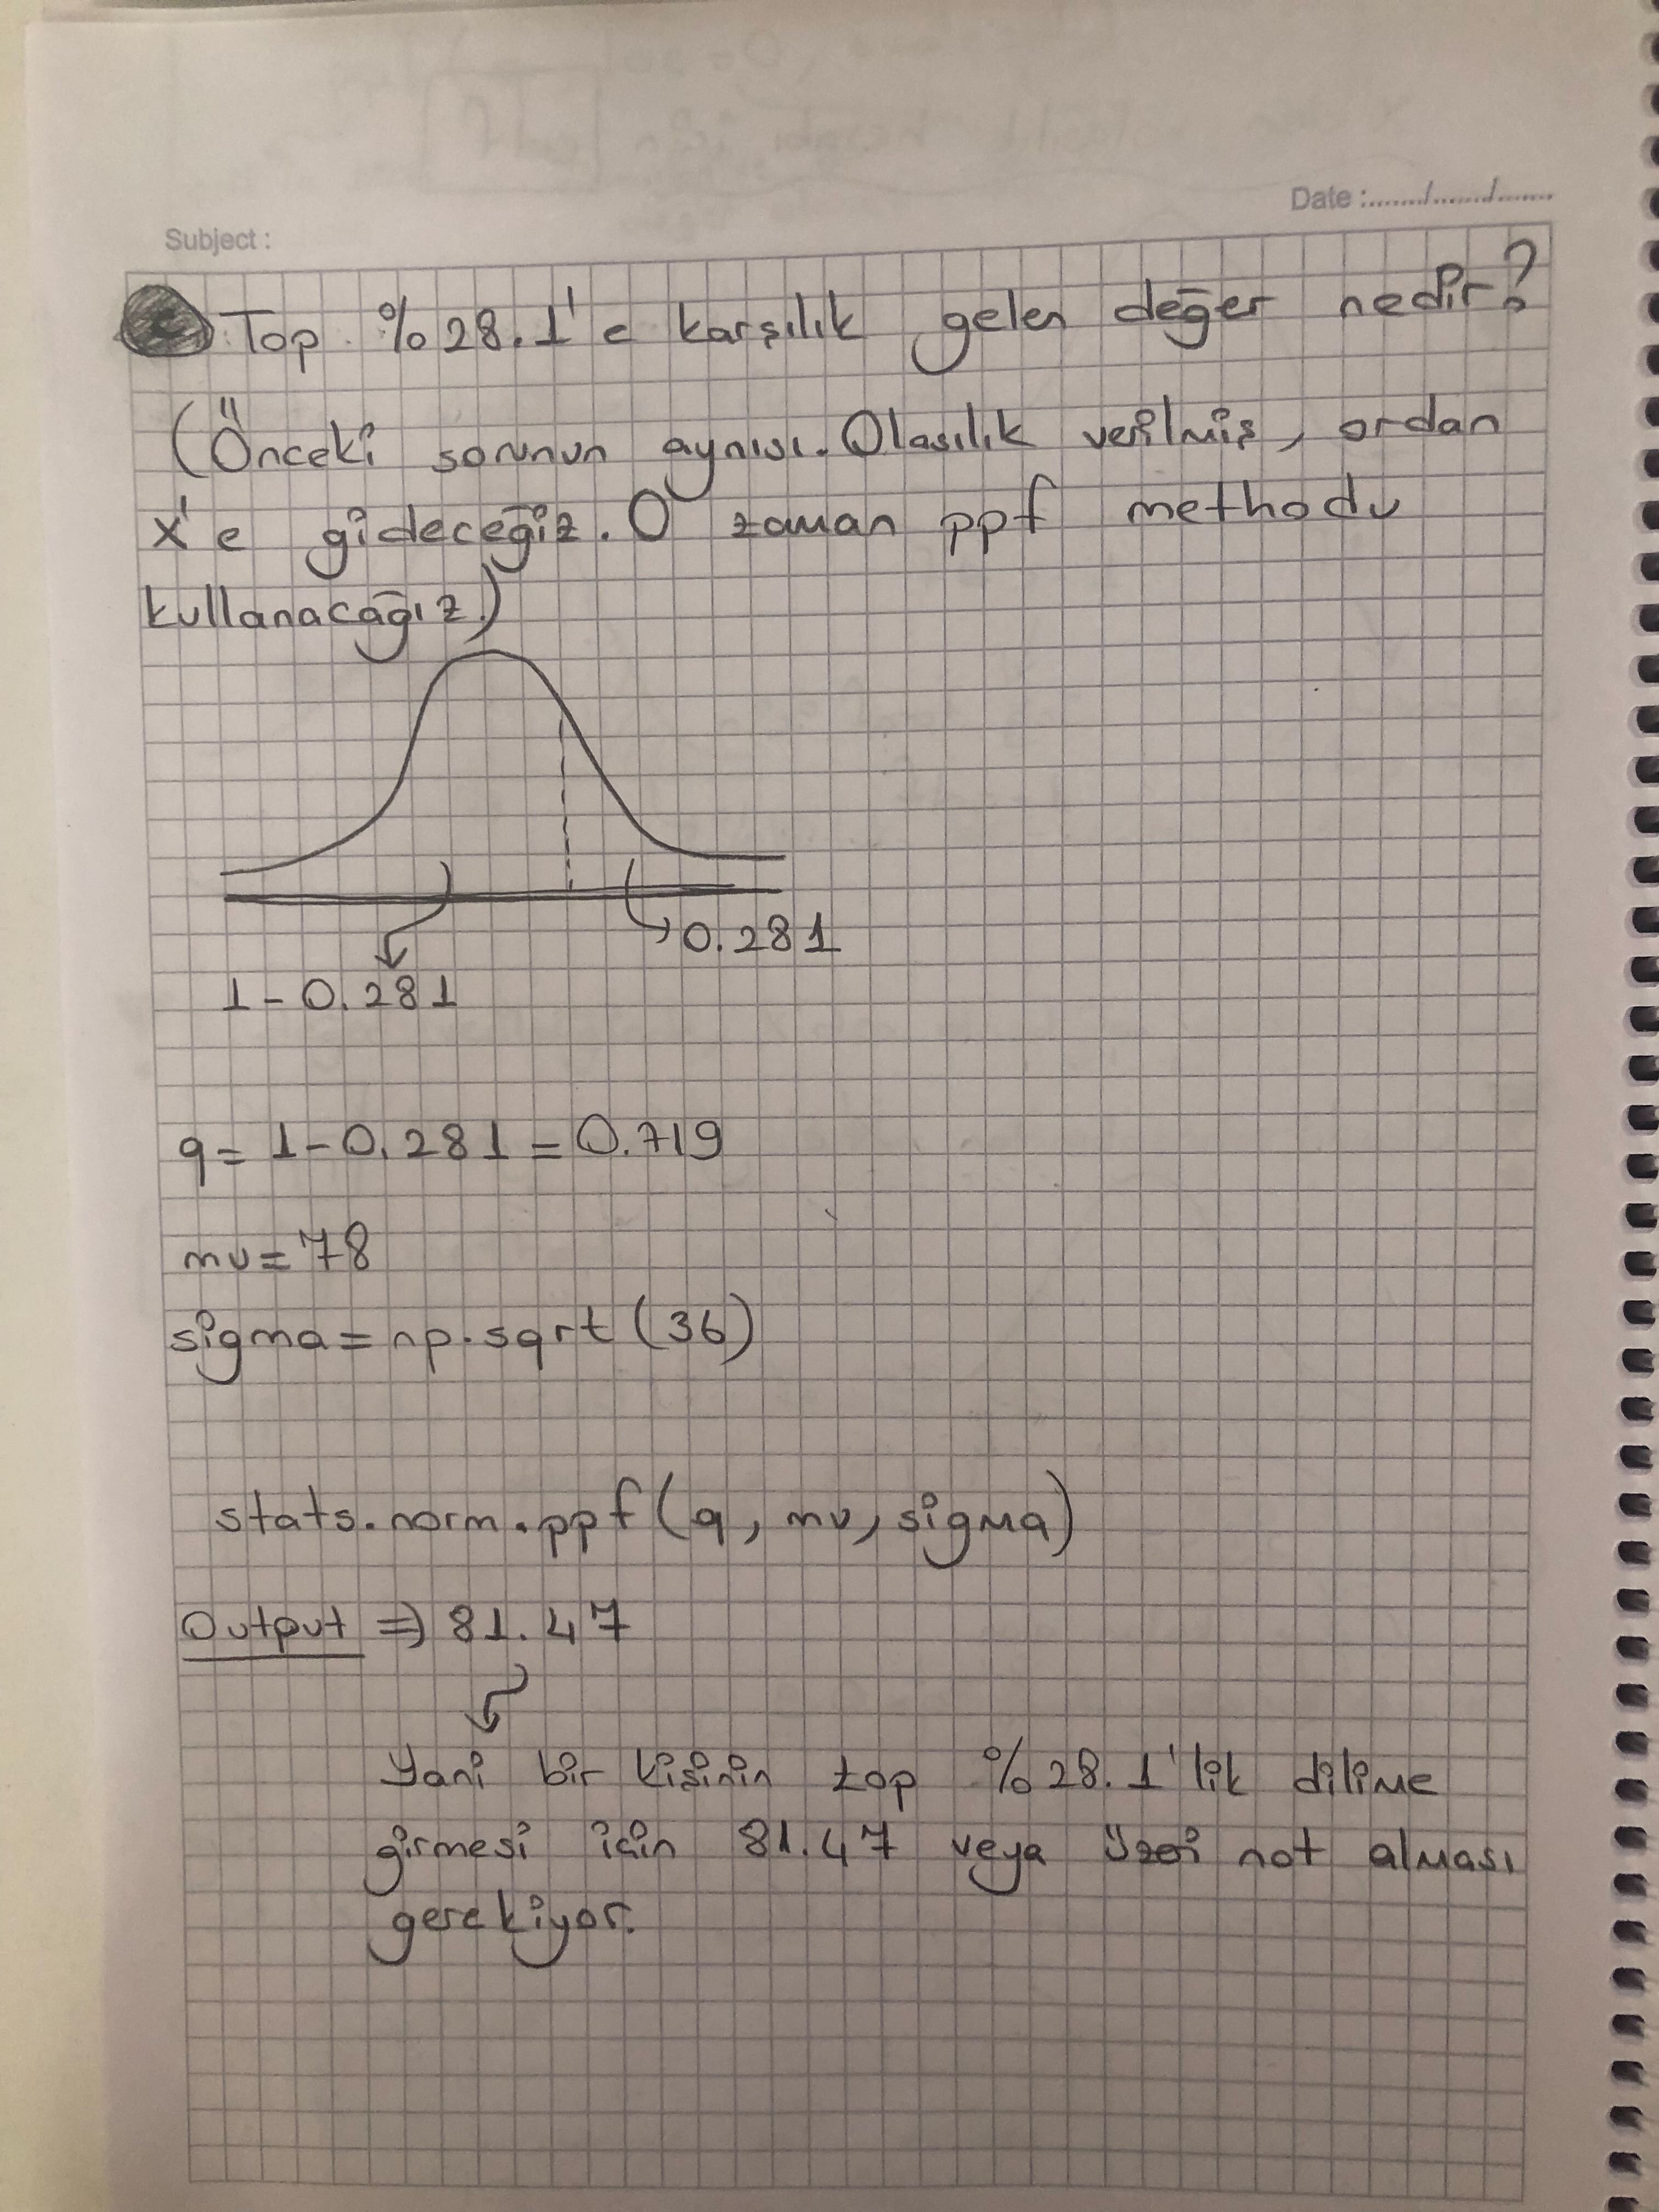 Date :......../......../........
Subject :
Top %28.1'e karşılık gelen değer nedir?
(Önceki sorunun aynısı. Olasılık verilmiş, ordan
x'e gideceğiz. O zaman ppf methodu
kullanacağız.)
0.281
1-0.281
q = 1-0.281 = 0.719
mu = 78
sigma = np.sqrt(36)
stats.norm.ppf(q, mu, sigma)
Output => 81.47
Yani bir kişinin top %28.1'lik dilime
girmesi için 81.47 veya üzeri not alması
gerekiyor.